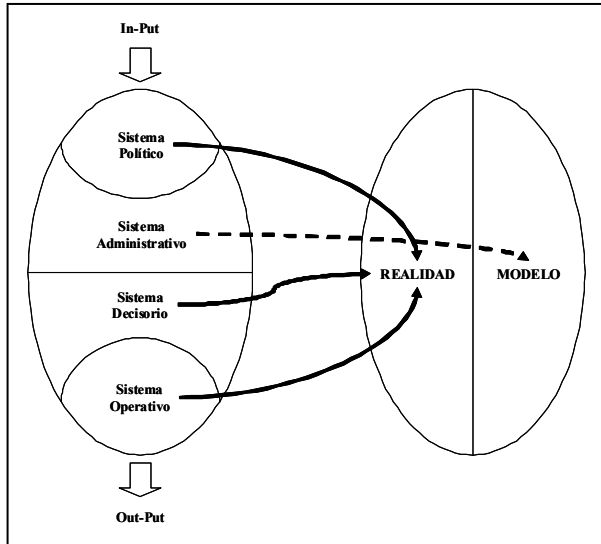 In-Put
Sistema
Político
Sistema
Administrativo
REALIDAD
MODELO
Sistema
Decisorio
Sistema
Operativo
Out-Put